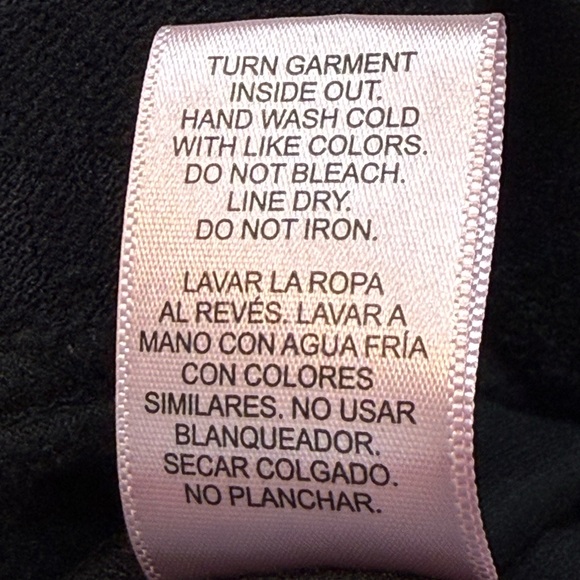 TURN GARMENT
INSIDE OUT.
HAND WASH COLD
WITH LIKE COLORS.
DO NOT BLEACH.
LINE DRY.
DO NOT IRON.
LAVAR LA ROPA
AL REVÉS. LAVAR A
MANO CON AGUA FRÍA
CON COLORES
SIMILARES. NO USAR
BLANQUEADOR.
SECAR COLGADO.
NO PLANCHAR.